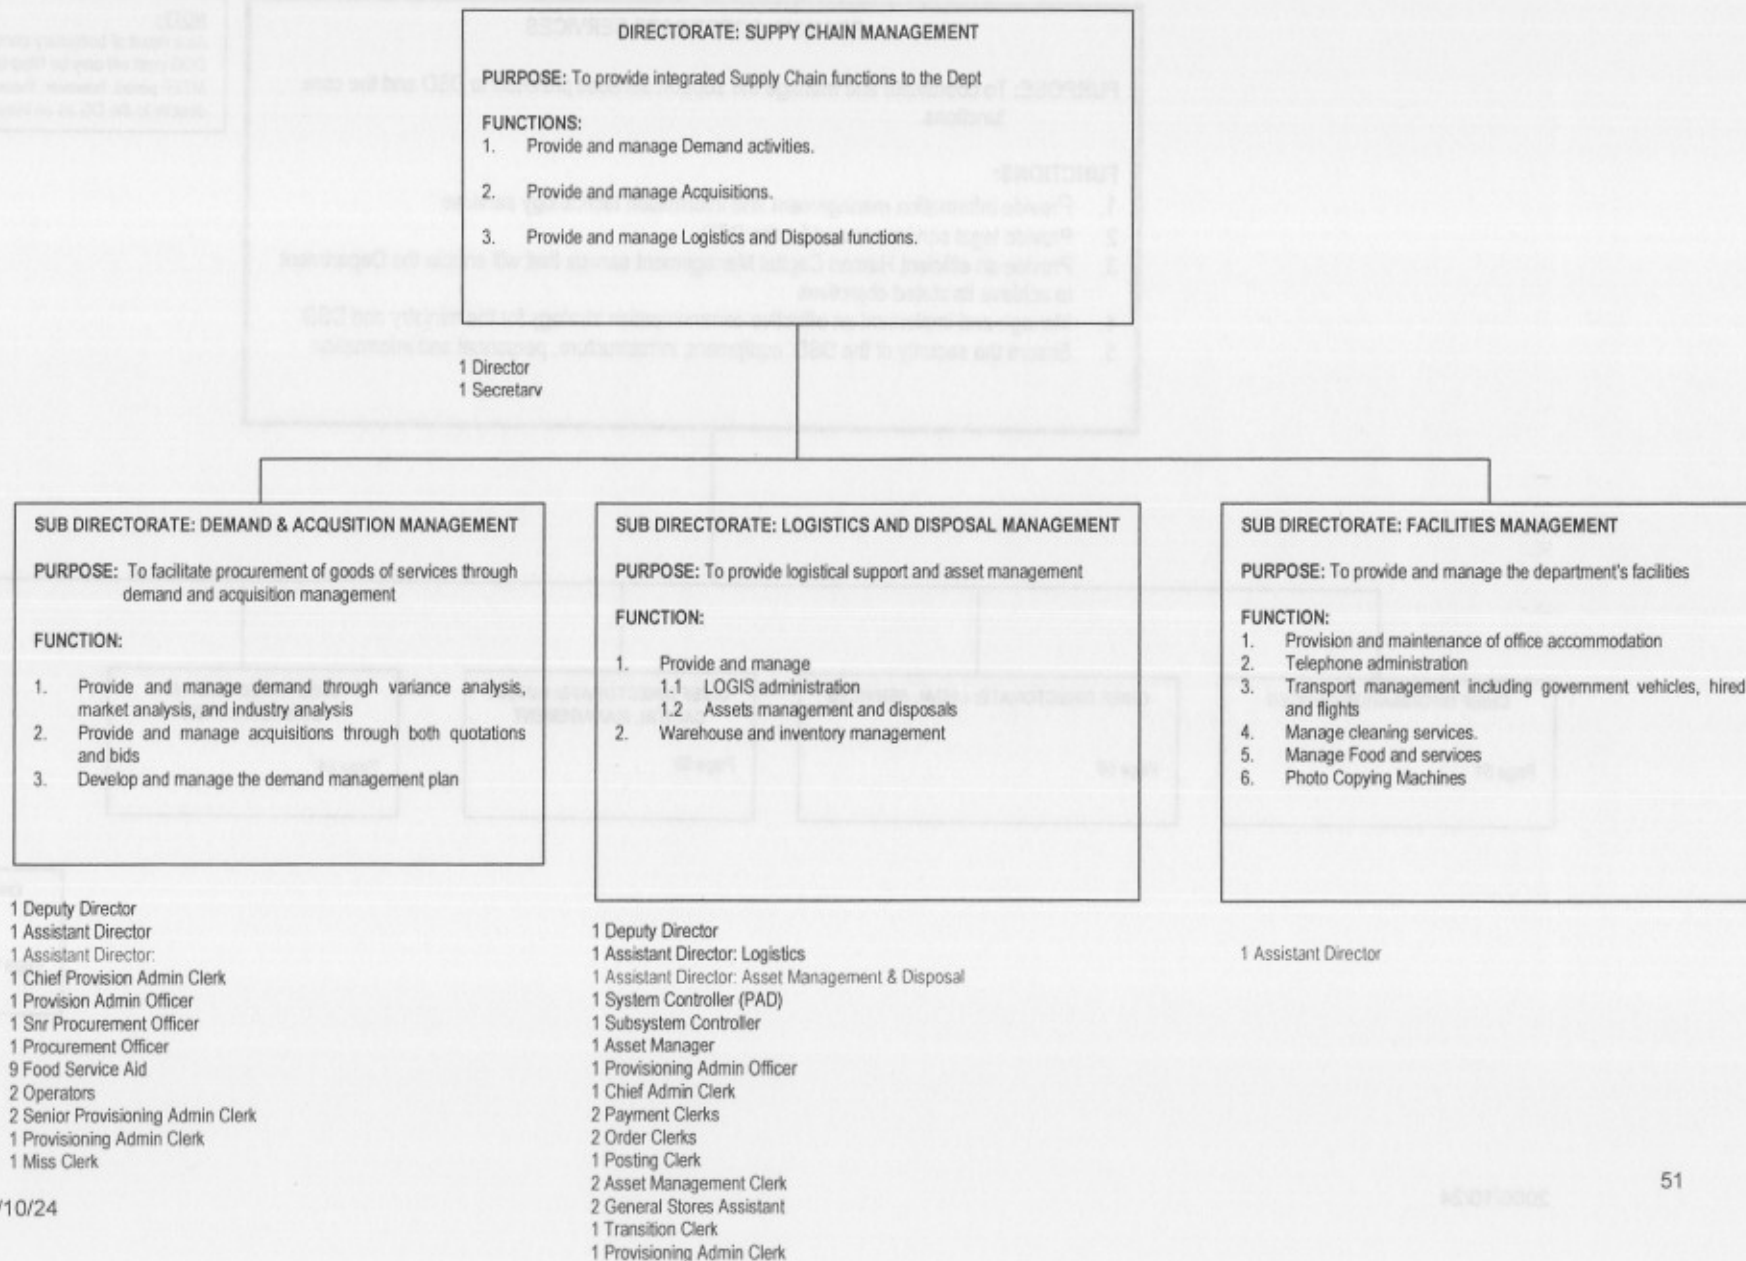 DIRECTORATE: SUPPY CHAIN MANAGEMENT
PURPOSE: To provide integrated Supply Chain functions to the Dept
FUNCTIONS:
1. Provide and manage Demand activities.
2. Provide and manage Acquisitions.
3. Provide and manage Logistics and Disposal functions.
1 Director
1 Secretary
SUB DIRECTORATE: DEMAND & ACQUSITION MANAGEMENT
PURPOSE: To facilitate procurement of goods of services through
demand and acquisition management
FUNCTION:
1. Provide and manage demand through variance analysis,
market analysis, and industry analysis
2. Provide and manage acquisitions through both quotations
and bids
3. Develop and manage the demand management plan
1 Deputy Director
1 Assistant Director
1 Assistant Director:
1 Chief Provision Admin Clerk
1 Provision Admin Officer
1 Snr Procurement Officer
1 Procurement Officer
9 Food Service Aid
2 Operators
2 Senior Provisioning Admin Clerk
1 Provisioning Admin Clerk
1 Miss Clerk
SUB DIRECTORATE: LOGISTICS AND DISPOSAL MANAGEMENT
PURPOSE: To provide logistical support and asset management
FUNCTION:
1. Provide and manage
1.1 LOGIS administration
1.2 Assets management and disposals
2. Warehouse and inventory management
1 Deputy Director
1 Assistant Director: Logistics
1 Assistant Director: Asset Management & Disposal
1 System Controller (PAD)
1 Subsystem Controller
1 Asset Manager
1 Provisioning Admin Officer
1 Chief Admin Clerk
2 Payment Clerks
2 Order Clerks
1 Posting Clerk
2 Asset Management Clerk
2 General Stores Assistant
1 Transition Clerk
1 Provisioning Admin Clerk
SUB DIRECTORATE: FACILITIES MANAGEMENT
PURPOSE: To provide and manage the department's facilities
FUNCTION:
1. Provision and maintenance of office accommodation
2. Telephone administration
3. Transport management including government vehicles, hired
and flights
4. Manage cleaning services.
5. Manage Food and services
6. Photo Copying Machines
1 Assistant Director
/10/24
51